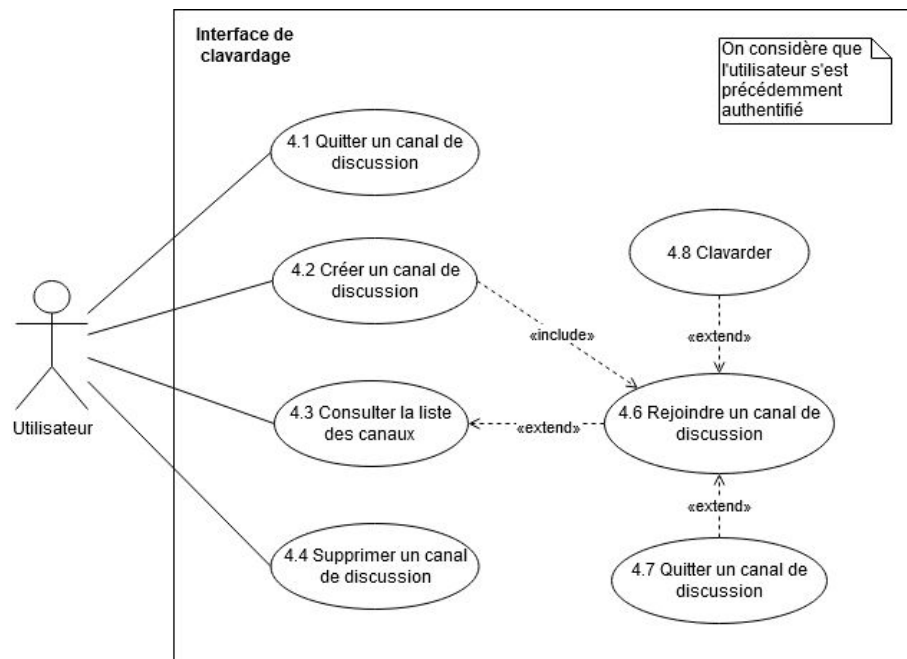 Interface de
clavardage
On considère que
l'utilisateur s'est
précédemment
authentifié
4.1 Quitter un canal de
discussion
4.2 Créer un canal de
discussion
4.8 Clavarder
«include»
«extend»
4.3 Consulter la liste
des canaux
«extend»
4.6 Rejoindre un canal de
discussion
Utilisateur
«extend»
4.4 Supprimer un canal
de discussion
4.7 Quitter un canal de
discussion